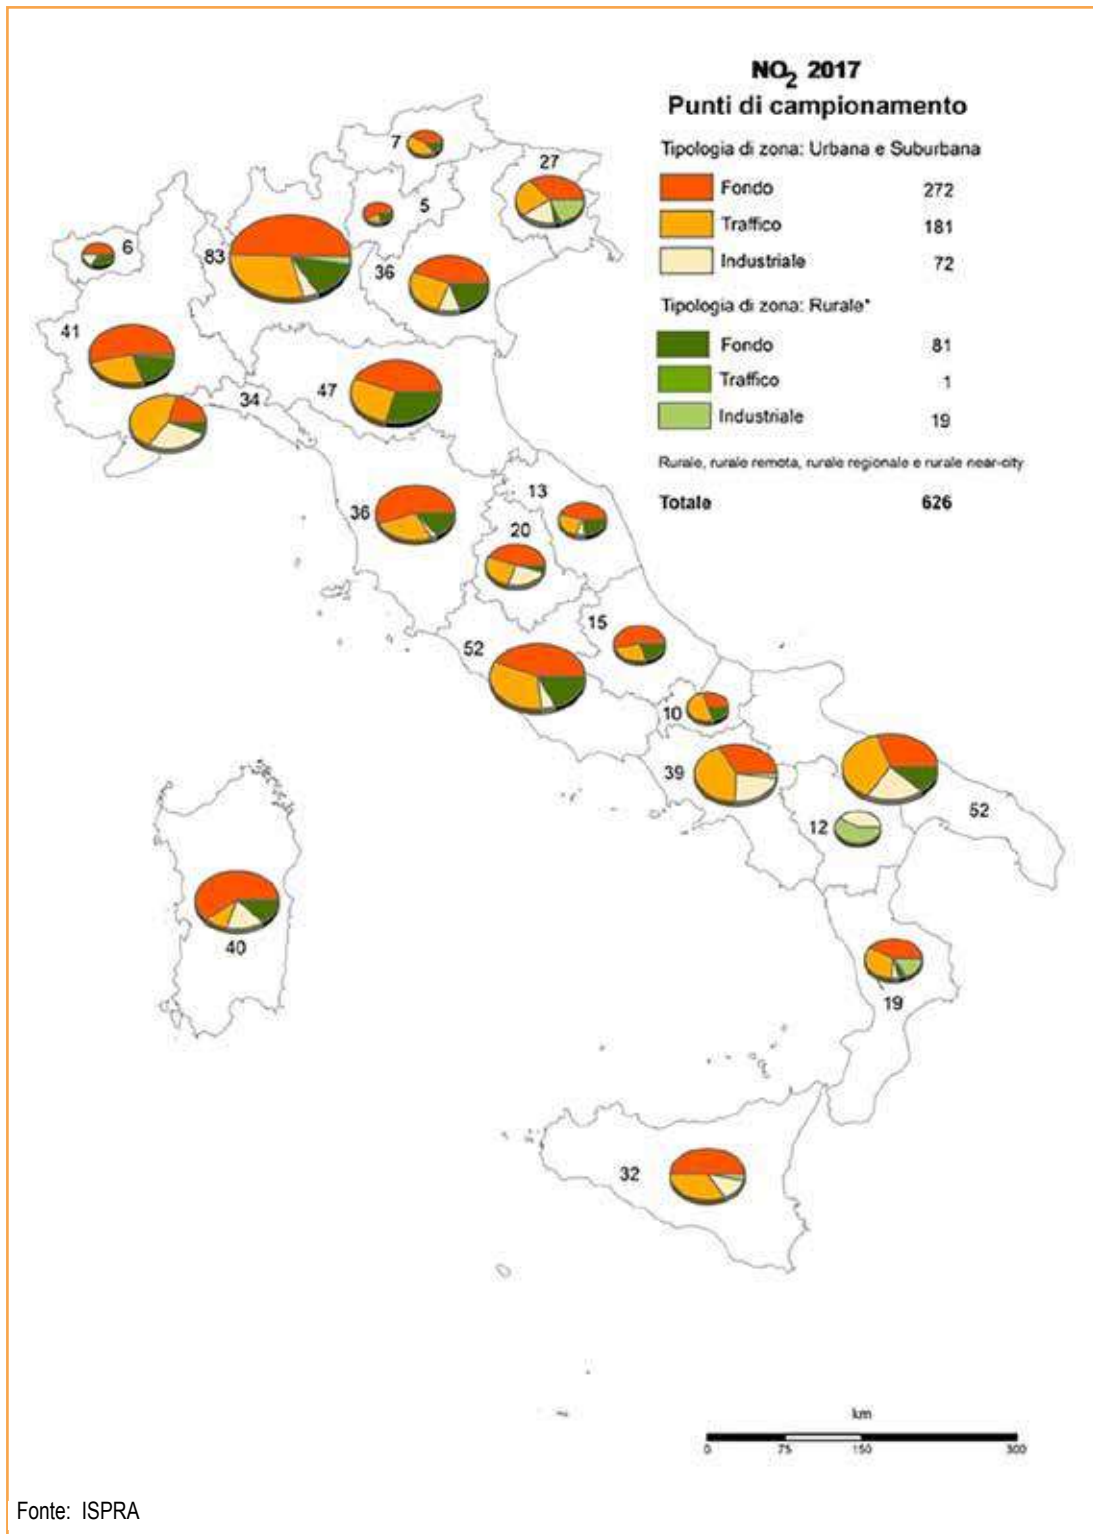 NO2 2017
Punti di campionamento
Tipologia di zona: Urbana e Suburbana
Fondo 272
Traffico 181
Industriale 72
Tipologia di zona: Rurale*
Fondo 81
Traffico 1
Industriale 19
Rurale, rurale remota, rurale regionale e rurale near-city
Totale 626
7
27
5
6
83
36
41
47
34
13
36
20
15
52
10
39
52
12
40
19
32
km
0 75 150 300
Fonte: ISPRA